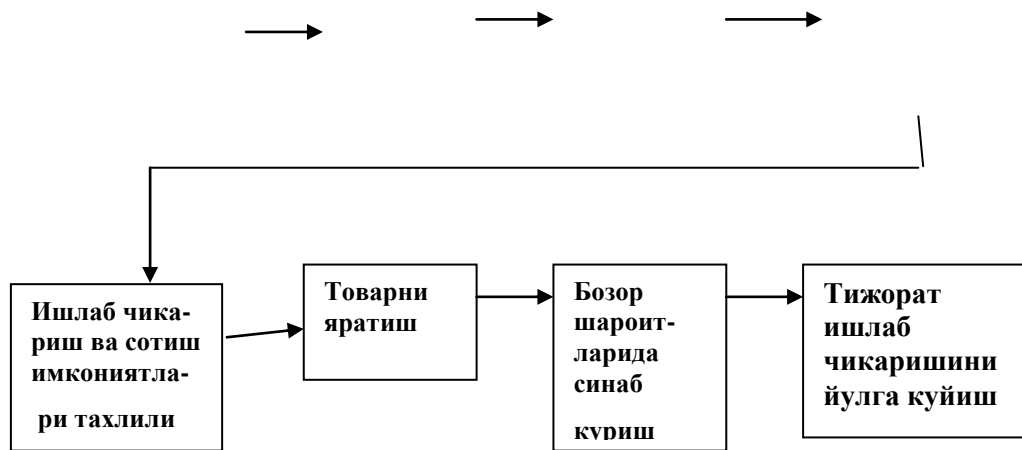 Ишлаб чика-
риш ва сотиш
имкониятла-
ри тахлили
Товарни
яратиш
Бозор
шароит-
ларида
синаб
куриш
Тижорат
ишлаб
чикаришини
йулга куйиш